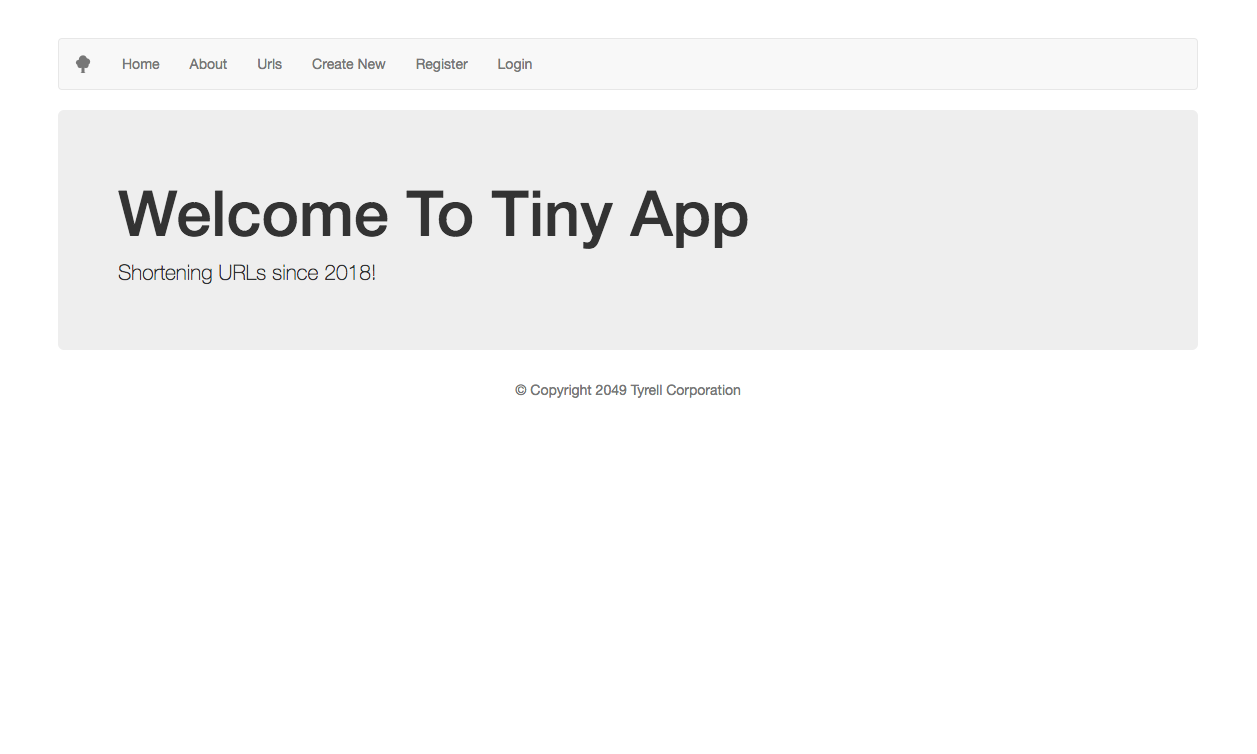 Home About Urls Create New Register Login
Welcome To Tiny App
Shortening URLs since 2018!
© Copyright 2049 Tyrell Corporation